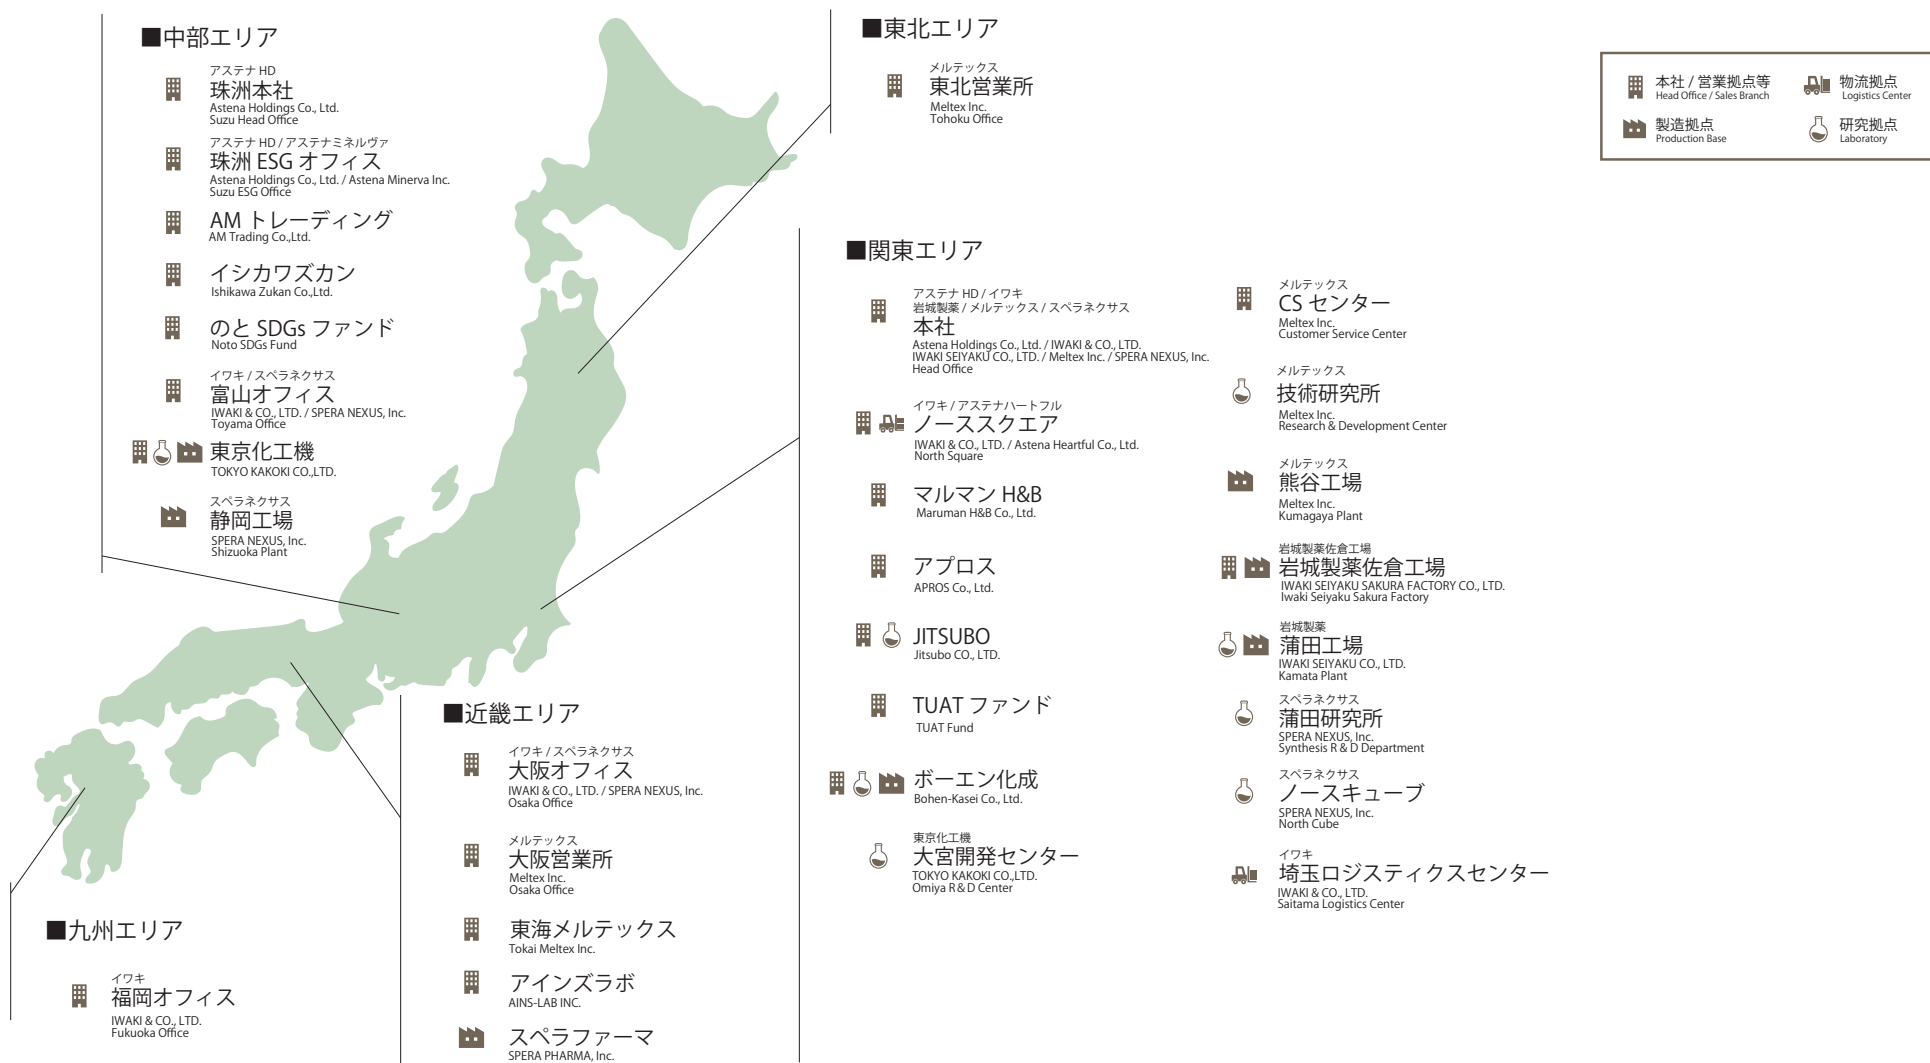 ■中部エリア
アステナ HD
珠洲本社
Astena Holdings Co., Ltd.
Suzu Head Office
アステナ HD / アステナミネルヴァ
珠洲 ESG オフィス
Astena Holdings Co., Ltd. / Astena Minerva Inc.
Suzu ESG Office
AM トレーディング
AM Trading Co.,Ltd.
イシカワズカン
Ishikawa Zukan Co.,Ltd.
のと SDGs ファンド
Noto SDGs Fund
イワキ / スペラネクサス
富山オフィス
IWAKI & CO., LTD. / SPERA NEXUS, Inc.
Toyama Office
東京化工機
TOKYO KAKOKI CO.,LTD.
スペラネクサス
静岡工場
SPERA NEXUS, Inc.
Shizuoka Plant
■東北エリア
メルテックス
東北営業所
Meltex Inc.
Tohoku Office
本社 / 営業拠点等
Head Office / Sales Branch
物流拠点
Logistics Center
製造拠点
Production Base
研究拠点
Laboratory
■関東エリア
アステナ HD / イワキ
岩城製薬 / メルテックス / スペラネクサス
本社
Astena Holdings Co., Ltd. / IWAKI & CO., LTD.
IWAKI SEIYAKU CO., LTD. / Meltex Inc. / SPERA NEXUS, Inc.
Head Office
イワキ / アステナハートフル
ノーススクエア
IWAKI & CO., LTD. / Astena Heartful Co., Ltd.
North Square
マルマン H&B
Maruman H&B Co., Ltd.
アプロス
APROS Co., Ltd.
JITSUBO
Jitsubo CO., LTD.
TUAT ファンド
TUAT Fund
ボーエン化成
Bohen-Kasei Co., Ltd.
東京化工機
大宮開発センター
TOKYO KAKOKI CO.,LTD.
Omiya R & D Center
メルテックス
CS センター
Meltex Inc.
Customer Service Center
メルテックス
技術研究所
Meltex Inc.
Research & Development Center
メルテックス
熊谷工場
Meltex Inc.
Kumagaya Plant
岩城製薬佐倉工場
岩城製薬佐倉工場
IWAKI SEIYAKU SAKURA FACTORY CO., LTD.
Iwaki Seiyaku Sakura Factory
岩城製薬
蒲田工場
IWAKI SEIYAKU CO., LTD.
Kamata Plant
スペラネクサス
蒲田研究所
SPERA NEXUS, Inc.
Synthesis R & D Department
スペラネクサス
ノースキューブ
SPERA NEXUS, Inc.
North Cube
イワキ
埼玉ロジスティクスセンター
IWAKI & CO., LTD.
Saitama Logistics Center
■近畿エリア
イワキ / スペラネクサス
大阪オフィス
IWAKI & CO., LTD. / SPERA NEXUS, Inc.
Osaka Office
メルテックス
大阪営業所
Meltex Inc.
Osaka Office
東海メルテックス
Tokai Meltex Inc.
アインズラボ
AINS-LAB INC.
スペラファーマ
SPERA PHARMA, Inc.
■九州エリア
イワキ
福岡オフィス
IWAKI & CO., LTD.
Fukuoka Office